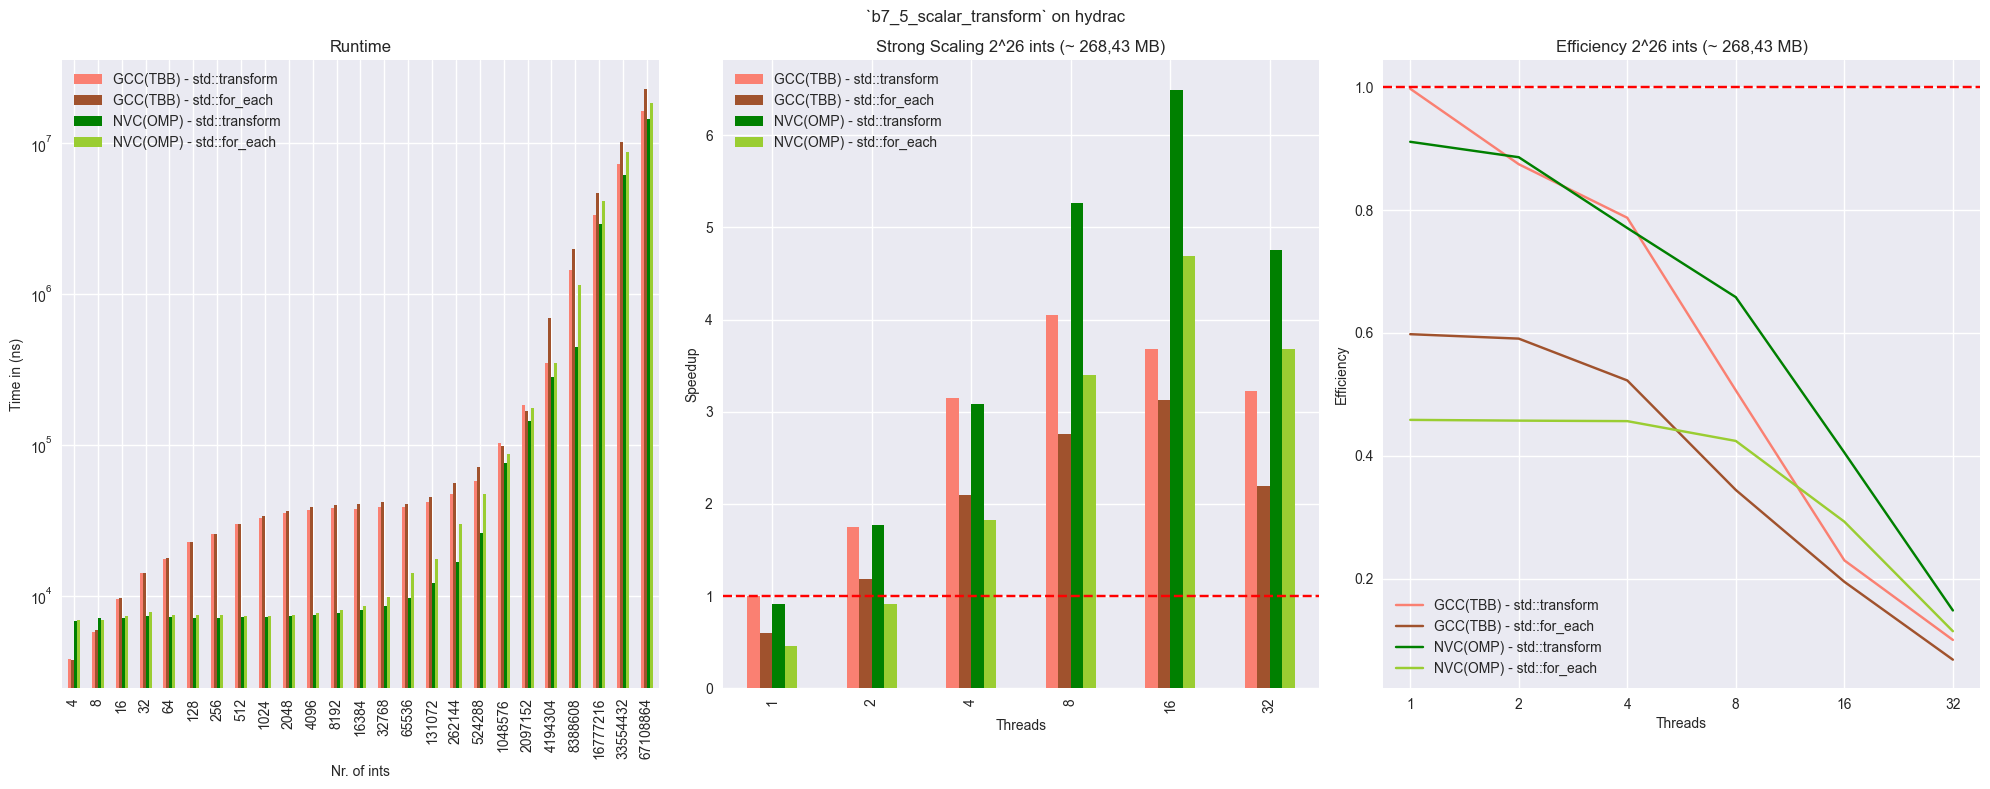 `b7_5_scalar_transform` on hydrac
Runtime
GCC(TBB) - std::transform
GCC(TBB) - std::for_each
NVC(OMP) - std::transform
NVC(OMP) - std::for_each
Time in (ns)
10^7
10^6
10^5
10^4
4
8
16
32
64
128
256
512
1024
2048
4096
8192
16384
32768
65536
131072
262144
524288
1048576
2097152
4194304
8388608
16777216
33554432
67108864
Nr. of ints
Strong Scaling 2^26 ints (~ 268,43 MB)
GCC(TBB) - std::transform
GCC(TBB) - std::for_each
NVC(OMP) - std::transform
NVC(OMP) - std::for_each
Speedup
6
5
4
3
2
1
0
1
2
4
8
16
32
Threads
Efficiency 2^26 ints (~ 268,43 MB)
Efficiency
1.0
0.8
0.6
0.4
0.2
GCC(TBB) - std::transform
GCC(TBB) - std::for_each
NVC(OMP) - std::transform
NVC(OMP) - std::for_each
1
2
4
8
16
32
Threads